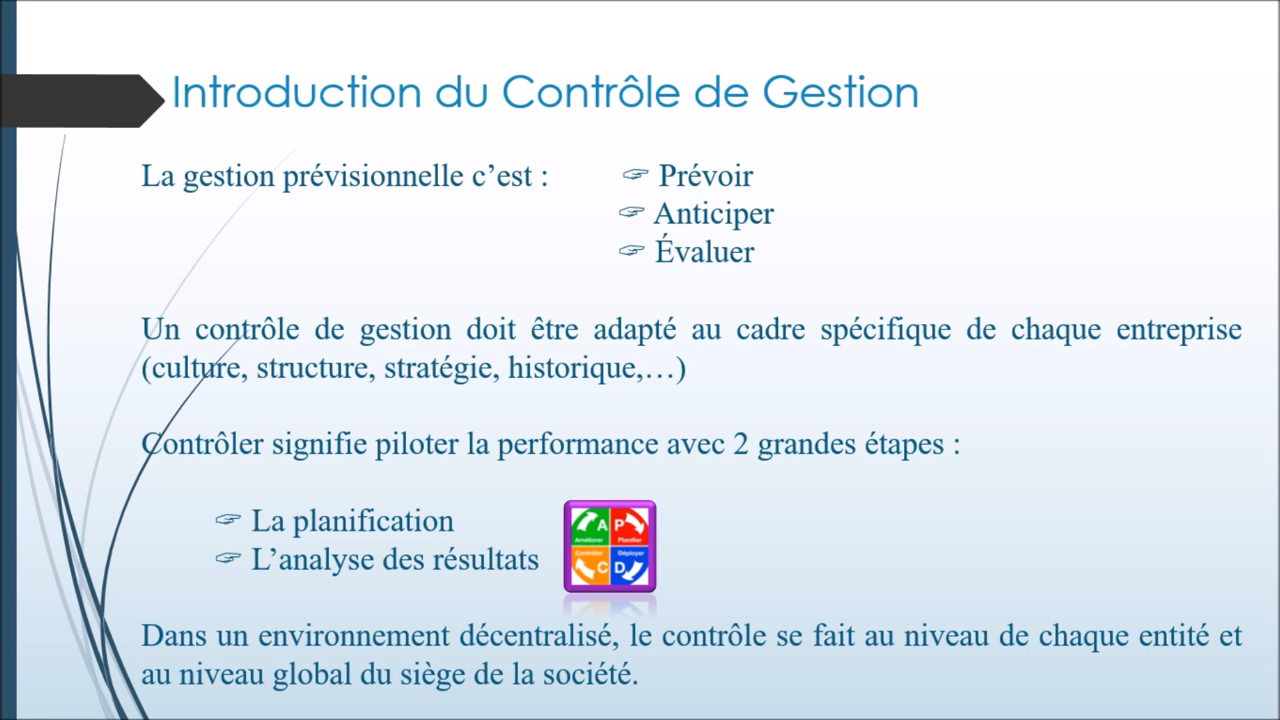 Introduction du Contrôle de Gestion
La gestion prévisionnelle c’est : ☞ Prévoir
☞ Anticiper
☞ Évaluer
Un contrôle de gestion doit être adapté au cadre spécifique de chaque entreprise
(culture, structure, stratégie, historique,…)
Contrôler signifie piloter la performance avec 2 grandes étapes :
☞ La planification
☞ L’analyse des résultats
A P
Améliorer Planifier
Contrôler Déployer
C D
Dans un environnement décentralisé, le contrôle se fait au niveau de chaque entité et
au niveau global du siège de la société.